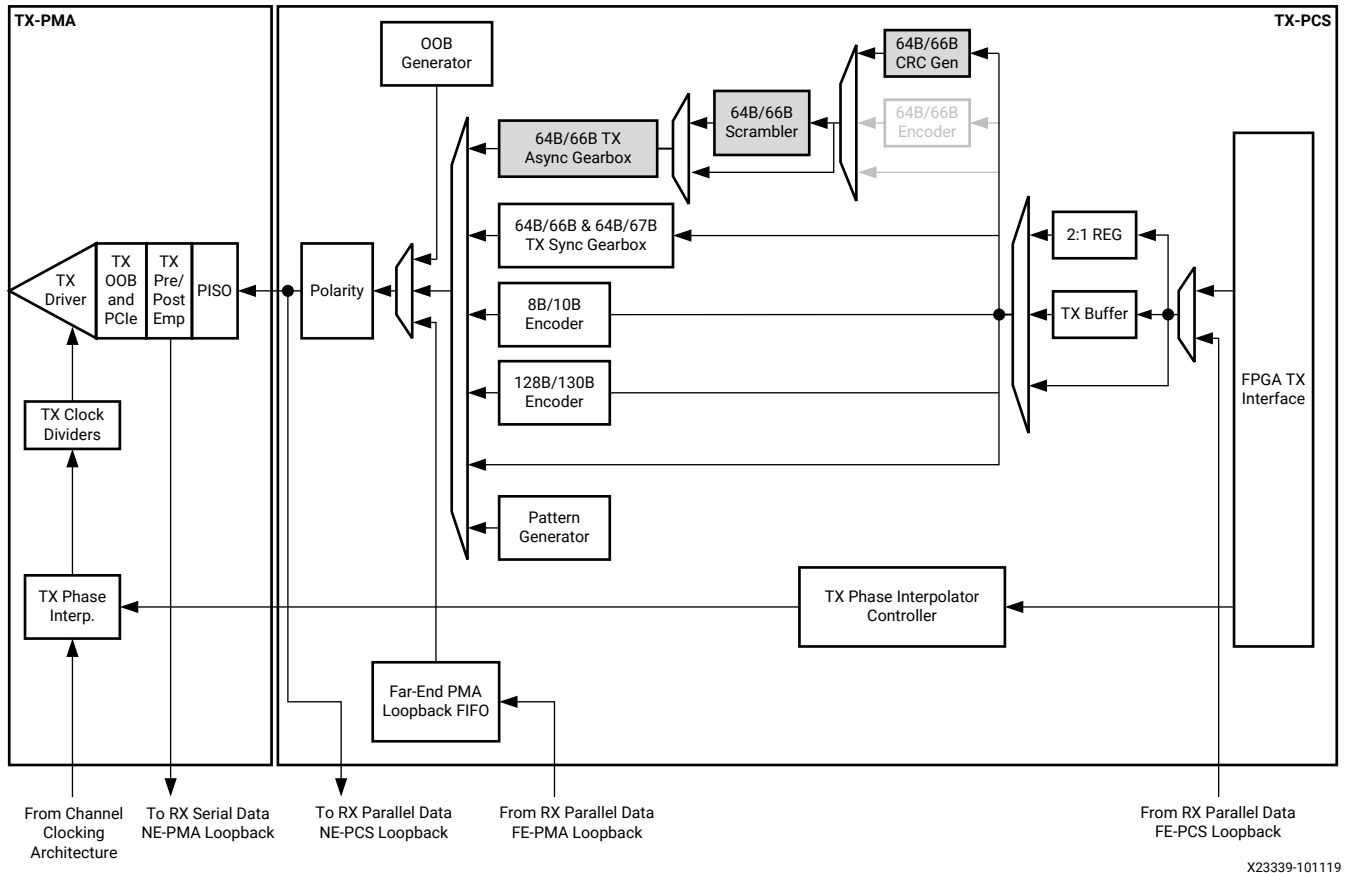 TX-PMA
TX-PCS
OOB
Generator
64B/66B
CRC Gen
64B/66B
Encoder
64B/66B
Scrambler
64B/66B TX
Async Gearbox
64B/66B & 64B/67B
TX Sync Gearbox
2:1 REG
TX
Driver
TX
OOB
and
PCIe
TX
Pre/
Post
Emp
PISO
Polarity
8B/10B
Encoder
TX Buffer
128B/130B
Encoder
FPGA TX
Interface
TX Clock
Dividers
Pattern
Generator
TX Phase
Interp.
TX Phase Interpolator
Controller
Far-End PMA
Loopback FIFO
From Channel
Clocking
Architecture
To RX Serial Data
NE-PMA Loopback
To RX Parallel Data
NE-PCS Loopback
From RX Parallel Data
FE-PMA Loopback
From RX Parallel Data
FE-PCS Loopback
X23339-101119